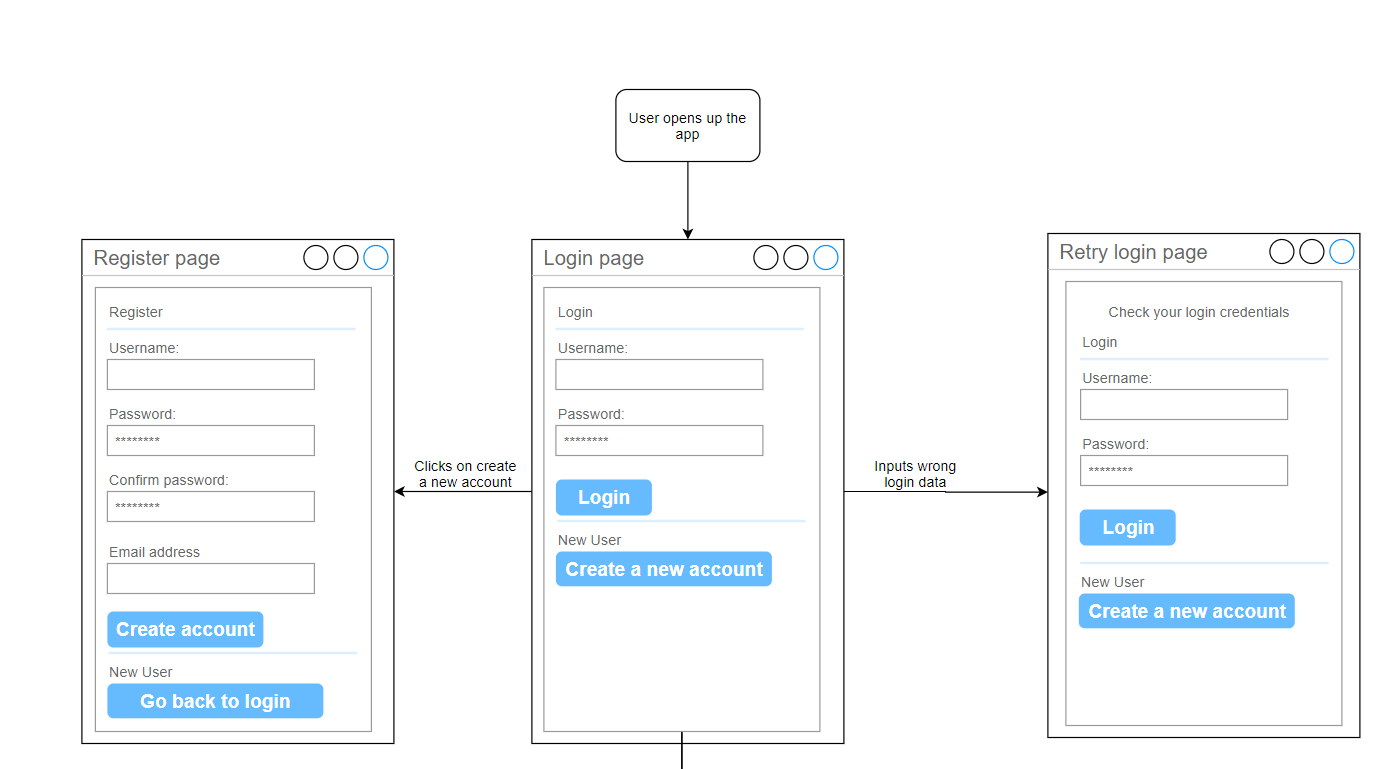 User opens up the
app
Register page
Register
Username:
Password:
********
Confirm password:
********
Email address
Create account
New User
Go back to login
Clicks on create
a new account
Login page
Login
Username:
Password:
********
Login
New User
Create a new account
Inputs wrong
login data
Retry login page
Check your login credentials
Login
Username:
Password:
********
Login
New User
Create a new account